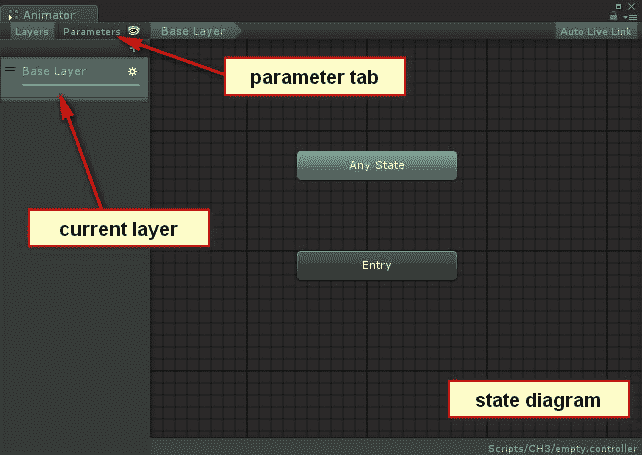 Animator
Layers Parameters Base Layer Auto Live Link
Base Layer
parameter tab
Any State
current layer
Entry
state diagram
Scripts/CH3/empty.controller